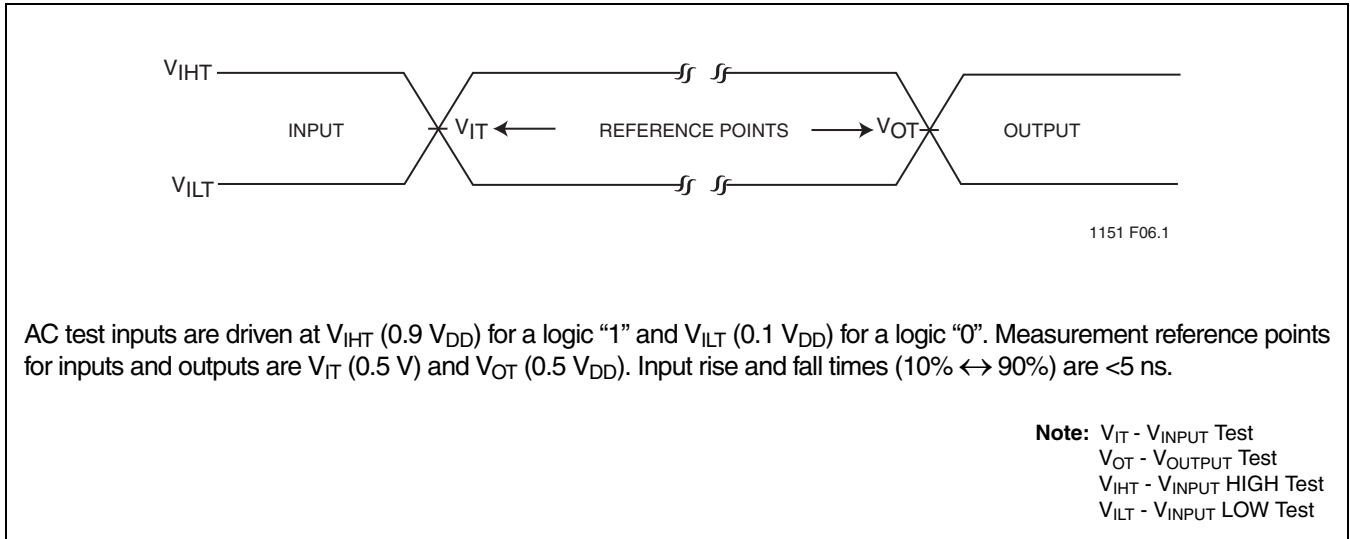 VIHT
INPUT VIT REFERENCE POINTS VOT OUTPUT
VILT
1151 F06.1
AC test inputs are driven at VIHT (0.9 VDD) for a logic “1” and VILT (0.1 VDD) for a logic “0”. Measurement reference points
for inputs and outputs are VIT (0.5 V) and VOT (0.5 VDD). Input rise and fall times (10% ↔ 90%) are <5 ns.
Note: VIT - VINPUT Test
VOT - VOUTPUT Test
VIHT - VINPUT HIGH Test
VILT - VINPUT LOW Test